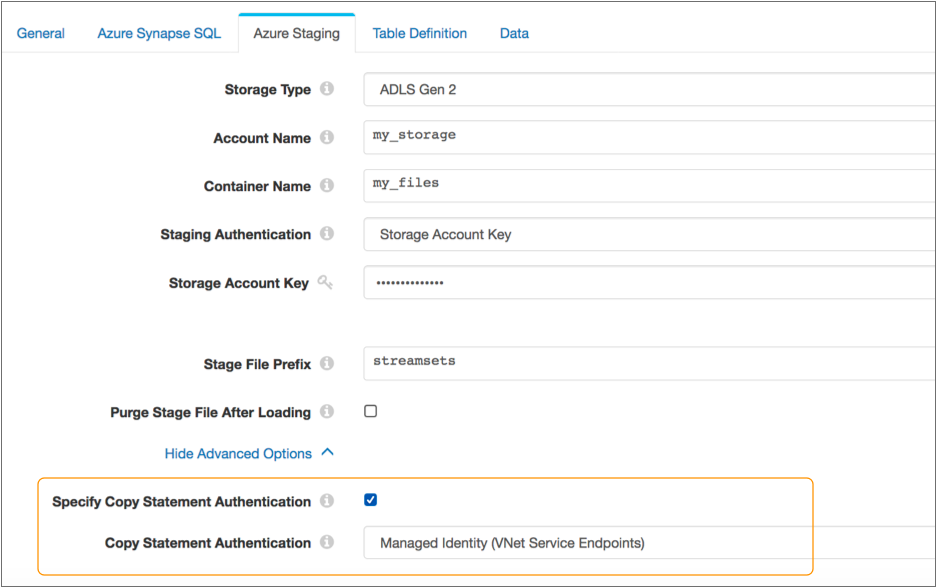 General Azure Synapse SQL Azure Staging Table Definition Data
Storage Type ADLS Gen 2
Account Name my_storage
Container Name my_files
Staging Authentication Storage Account Key
Storage Account Key ••••••••••••••
Stage File Prefix streamsets
Purge Stage File After Loading
Hide Advanced Options
Specify Copy Statement Authentication
Copy Statement Authentication Managed Identity (VNet Service Endpoints)